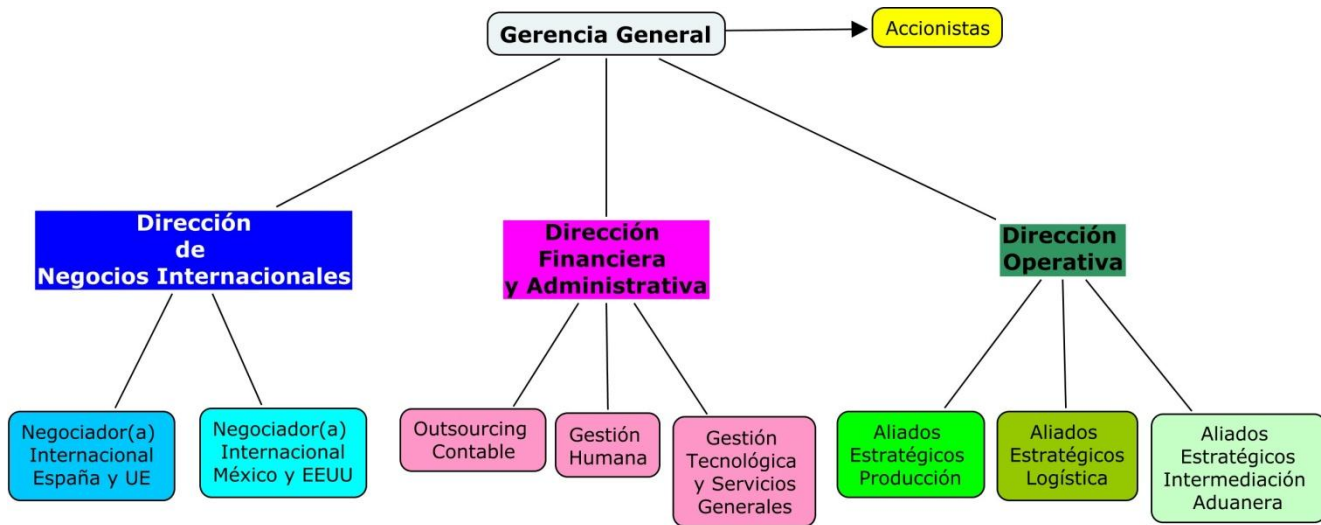 Gerencia General
Accionistas
Dirección
de
Negocios Internacionales
Dirección
Financiera
y Administrativa
Dirección
Operativa
Negociador(a)
Internacional
España y UE
Negociador(a)
Internacional
México y EEUU
Outsourcing
Contable
Gestión
Humana
Gestión
Tecnológica
y Servicios
Generales
Aliados
Estratégicos
Producción
Aliados
Estratégicos
Logística
Aliados
Estratégicos
Intermediación
Aduanera